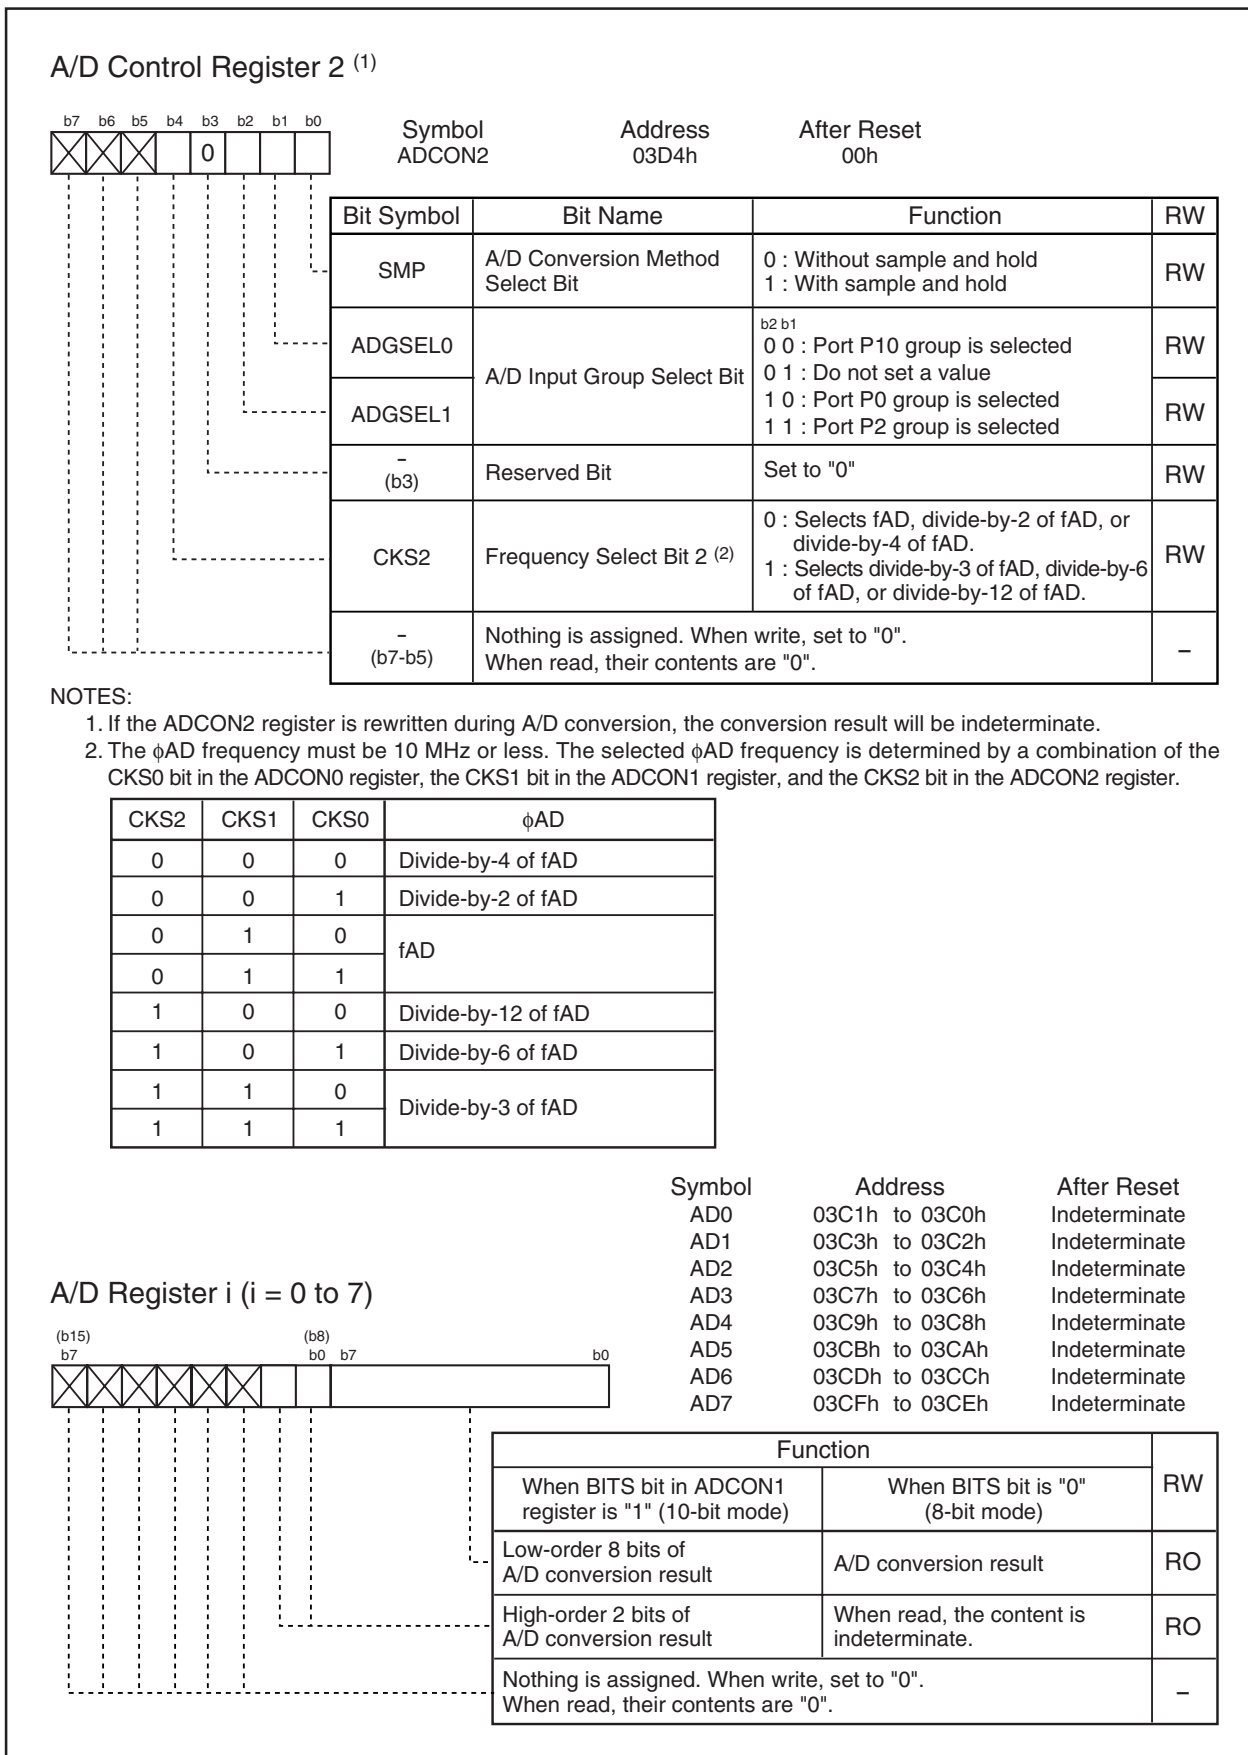 A/D Control Register 2 (1)
b7 b6 b5 b4 b3 b2 b1 b0
0
Symbol Address After Reset
ADCON2 03D4h 00h
Bit Symbol Bit Name Function RW
SMP A/D Conversion Method Select Bit 0 : Without sample and hold RW
1 : With sample and hold
ADGSEL0 A/D Input Group Select Bit b2 b1 RW
0 0 : Port P10 group is selected
0 1 : Do not set a value
ADGSEL1 1 0 : Port P0 group is selected RW
1 1 : Port P2 group is selected
– (b3) Reserved Bit Set to "0" RW
CKS2 Frequency Select Bit 2 (2) 0 : Selects fAD, divide-by-2 of fAD, or RW
divide-by-4 of fAD.
1 : Selects divide-by-3 of fAD, divide-by-6
of fAD, or divide-by-12 of fAD.
– (b7-b5) Nothing is assigned. When write, set to "0". –
When read, their contents are "0".
NOTES:
1. If the ADCON2 register is rewritten during A/D conversion, the conversion result will be indeterminate.
2. The ϕAD frequency must be 10 MHz or less. The selected ϕAD frequency is determined by a combination of the
CKS0 bit in the ADCON0 register, the CKS1 bit in the ADCON1 register, and the CKS2 bit in the ADCON2 register.
CKS2 CKS1 CKS0 ϕAD
0 0 0 Divide-by-4 of fAD
0 0 1 Divide-by-2 of fAD
0 1 0 fAD
0 1 1
1 0 0 Divide-by-12 of fAD
1 0 1 Divide-by-6 of fAD
1 1 0 Divide-by-3 of fAD
1 1 1
Symbol Address After Reset
AD0 03C1h to 03C0h Indeterminate
AD1 03C3h to 03C2h Indeterminate
AD2 03C5h to 03C4h Indeterminate
AD3 03C7h to 03C6h Indeterminate
AD4 03C9h to 03C8h Indeterminate
AD5 03CBh to 03CAh Indeterminate
AD6 03CDh to 03CCh Indeterminate
AD7 03CFh to 03CEh Indeterminate
A/D Register i (i = 0 to 7)
(b15) (b8)
b7 b0 b7 b0
Function RW
When BITS bit in ADCON1 When BITS bit is "0"
register is "1" (10-bit mode) (8-bit mode)
Low-order 8 bits of A/D conversion result RO
A/D conversion result
High-order 2 bits of When read, the content is RO
A/D conversion result indeterminate.
Nothing is assigned. When write, set to "0". –
When read, their contents are "0".